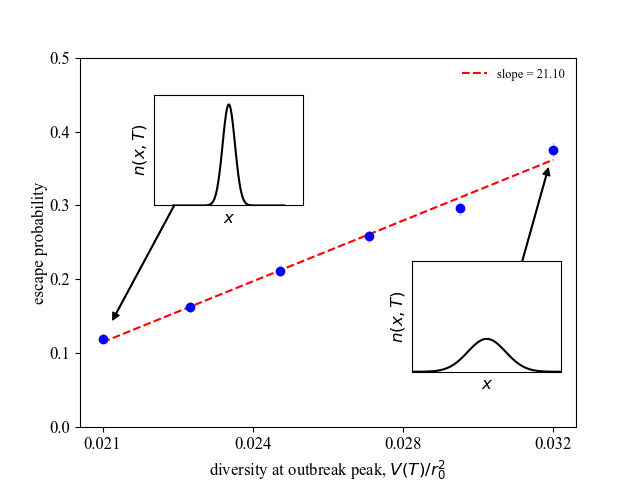 0.5
slope = 21.10
0.4
n(x, T)
0.3
x
escape probability
0.2
n(x, T)
0.1
x
0.0
0.021 0.024 0.028 0.032
diversity at outbreak peak, V(T)/r₀²